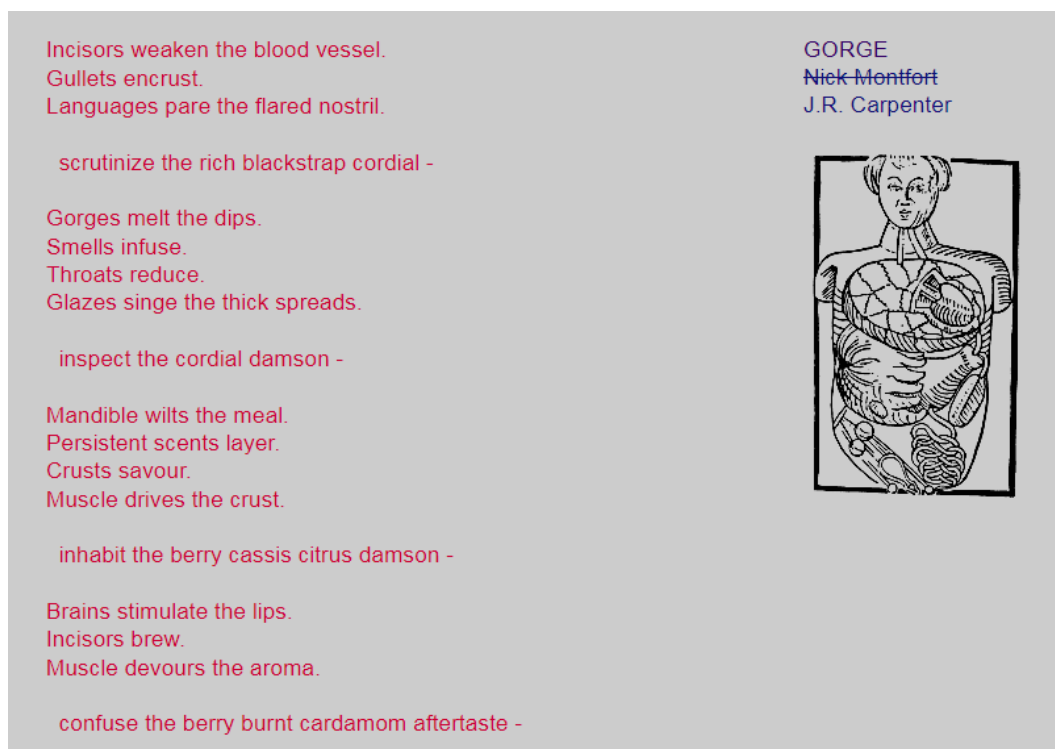 Incisors weaken the blood vessel.
Gullets encrust.
Languages pare the flared nostril.
scrutinize the rich blackstrap cordial -
Gorges melt the dips.
Smells infuse.
Throats reduce.
Glazes singe the thick spreads.
inspect the cordial damson -
Mandible wilts the meal.
Persistent scents layer.
Crusts savour.
Muscle drives the crust.
inhabit the berry cassis citrus damson -
Brains stimulate the lips.
Incisors brew.
Muscle devours the aroma.
confuse the berry burnt cardamom aftertaste -
GORGE
Nick Montfort
J.R. Carpenter